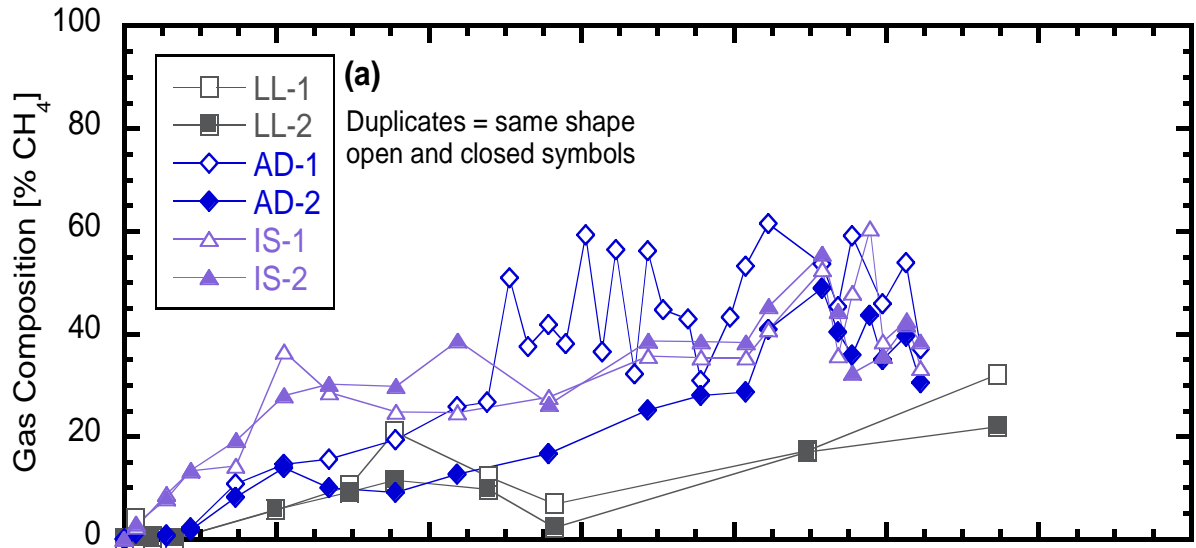 100
80
60
40
20
0
Gas Composition [% CH₄]
LL-1
LL-2
AD-1
AD-2
IS-1
IS-2
(a)
Duplicates = same shape
open and closed symbols